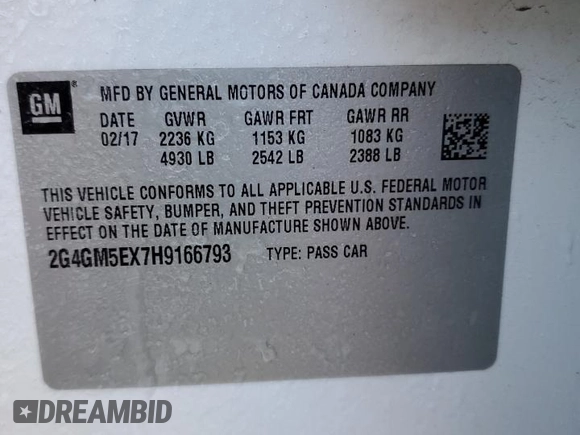 GM ®
MFD BY GENERAL MOTORS OF CANADA COMPANY
DATE GVWR GAWR FRT GAWR RR
02/17 2236 KG 1153 KG 1083 KG
4930 LB 2542 LB 2388 LB
THIS VEHICLE CONFORMS TO ALL APPLICABLE U.S. FEDERAL MOTOR
VEHICLE SAFETY, BUMPER, AND THEFT PREVENTION STANDARDS IN
EFFECT ON THE DATE OF MANUFACTURE SHOWN ABOVE.
2G4GM5EX7H9166793 TYPE: PASS CAR
DREAMBID